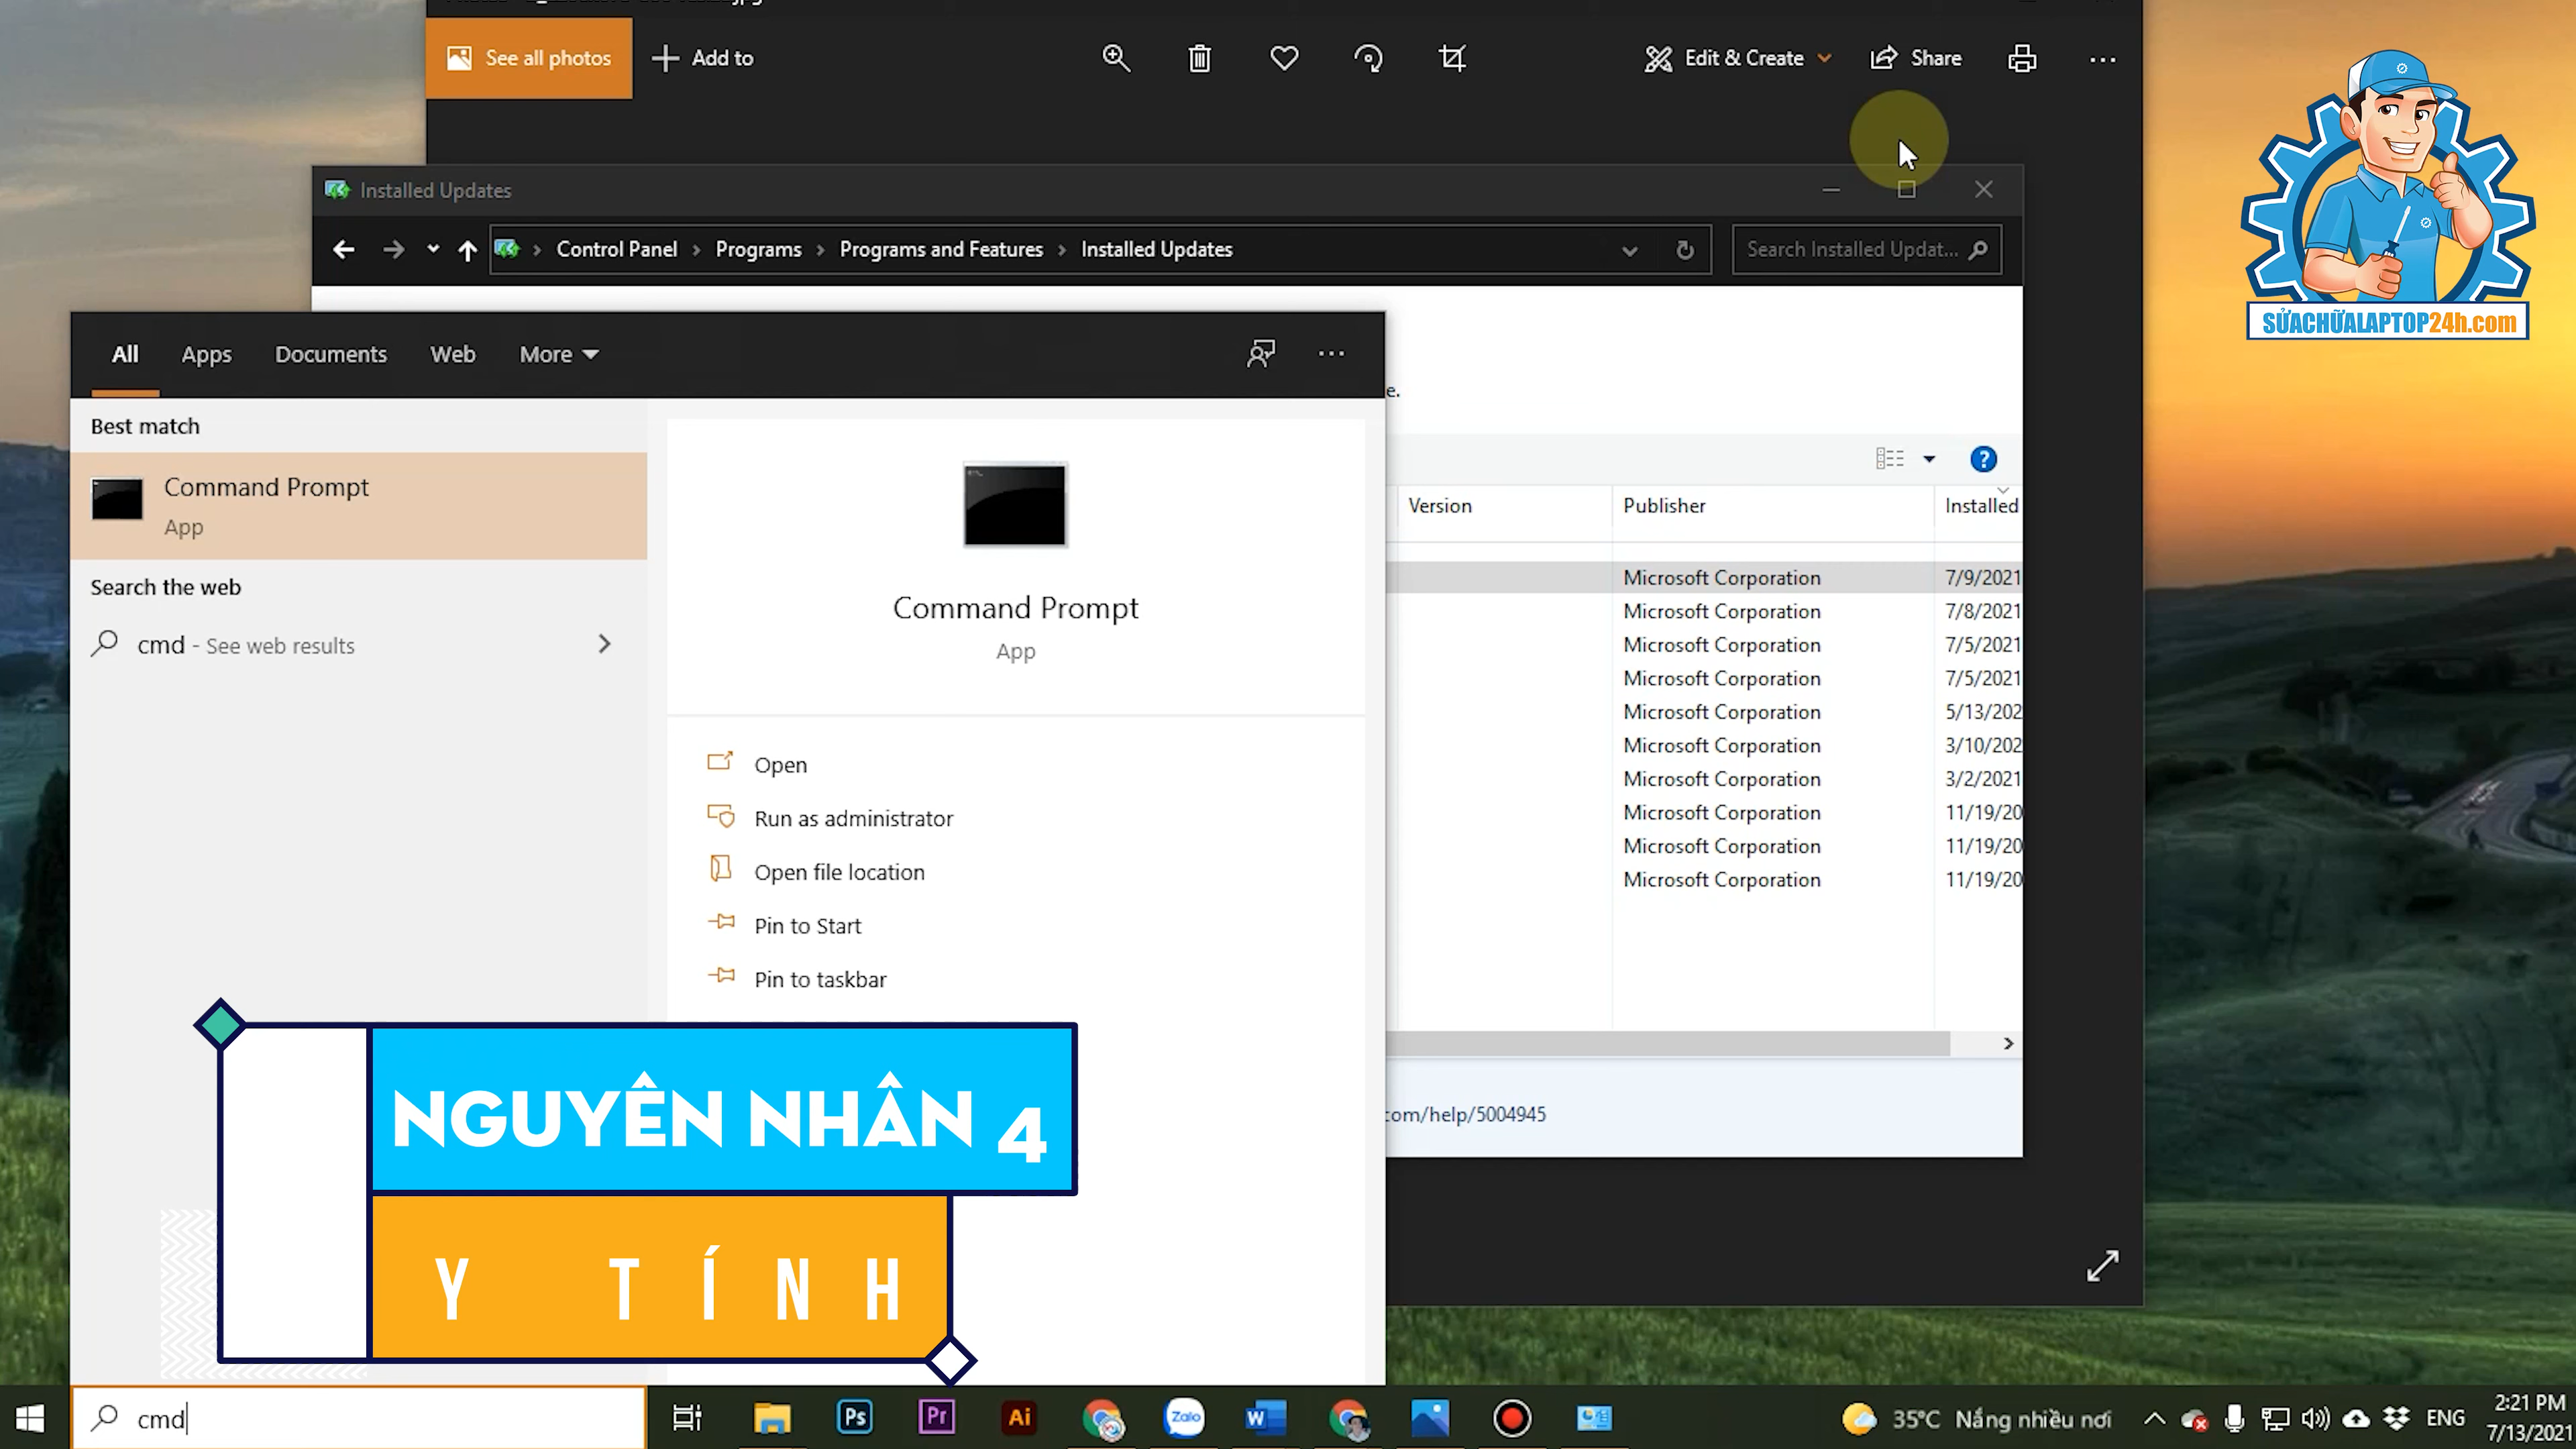 See all photos
Add to
Edit & Create
Share
SỬACHỮALAPTOP24h.com
Installed Updates
Control Panel
Programs
Programs and Features
Installed Updates
Search Installed Updat...
All
Apps
Documents
Web
More
e.
Best match
Command Prompt
App
Search the web
cmd - See web results
Command Prompt
App
Open
Run as administrator
Open file location
Pin to Start
Pin to taskbar
Version
Publisher
Installed
Microsoft Corporation 7/9/2021
Microsoft Corporation 7/8/2021
Microsoft Corporation 7/5/2021
Microsoft Corporation 7/5/2021
Microsoft Corporation 5/13/202
Microsoft Corporation 3/10/202
Microsoft Corporation 3/2/2021
Microsoft Corporation 11/19/20
Microsoft Corporation 11/19/20
Microsoft Corporation 11/19/20
com/help/5004945
NGUYÊN NHÂN 4
Y TÍNH
cmd
Ps
Pr
Ai
Zalo
W
35°C Nắng nhiều nơi
ENG
2:21 PM
7/13/2021